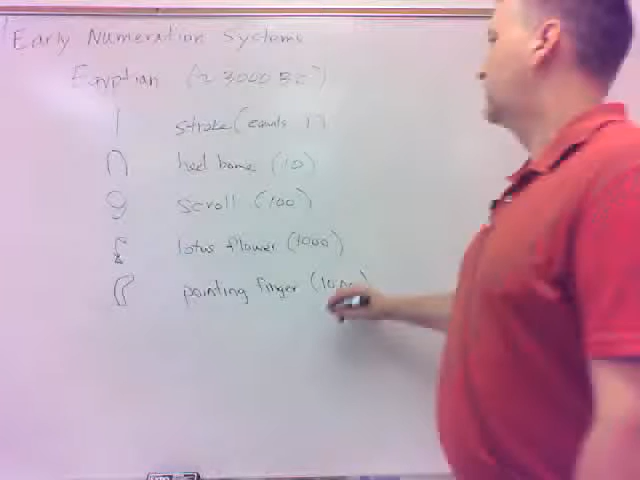 Early Numeration Systems
Egyptian (~ 3000 BC)
| stroke (equals 1)
∩ heel bone (10)
9 scroll (100)
lotus flower (1000)
pointing finger